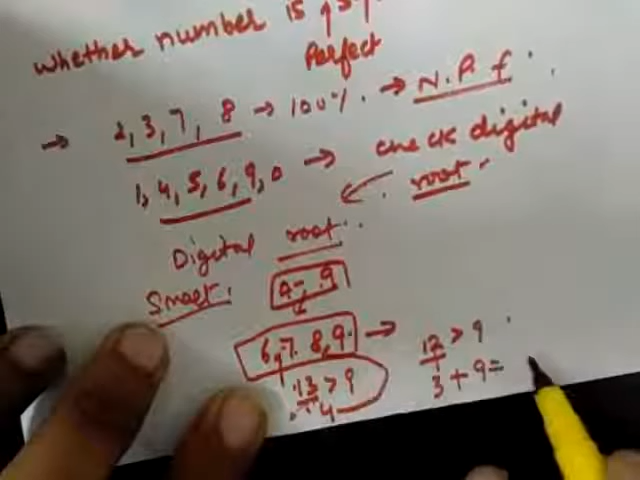 whether number is
Perfect
→ 2, 3, 7, 8 → 100%. → N.P.f.
1, 4, 5, 6, 9, 0 → check digital root.
Digital root..
Smart.
9-, 9
6,-7. 8, 9. → 12 > 9
13 > 9
3 + 9 =
4